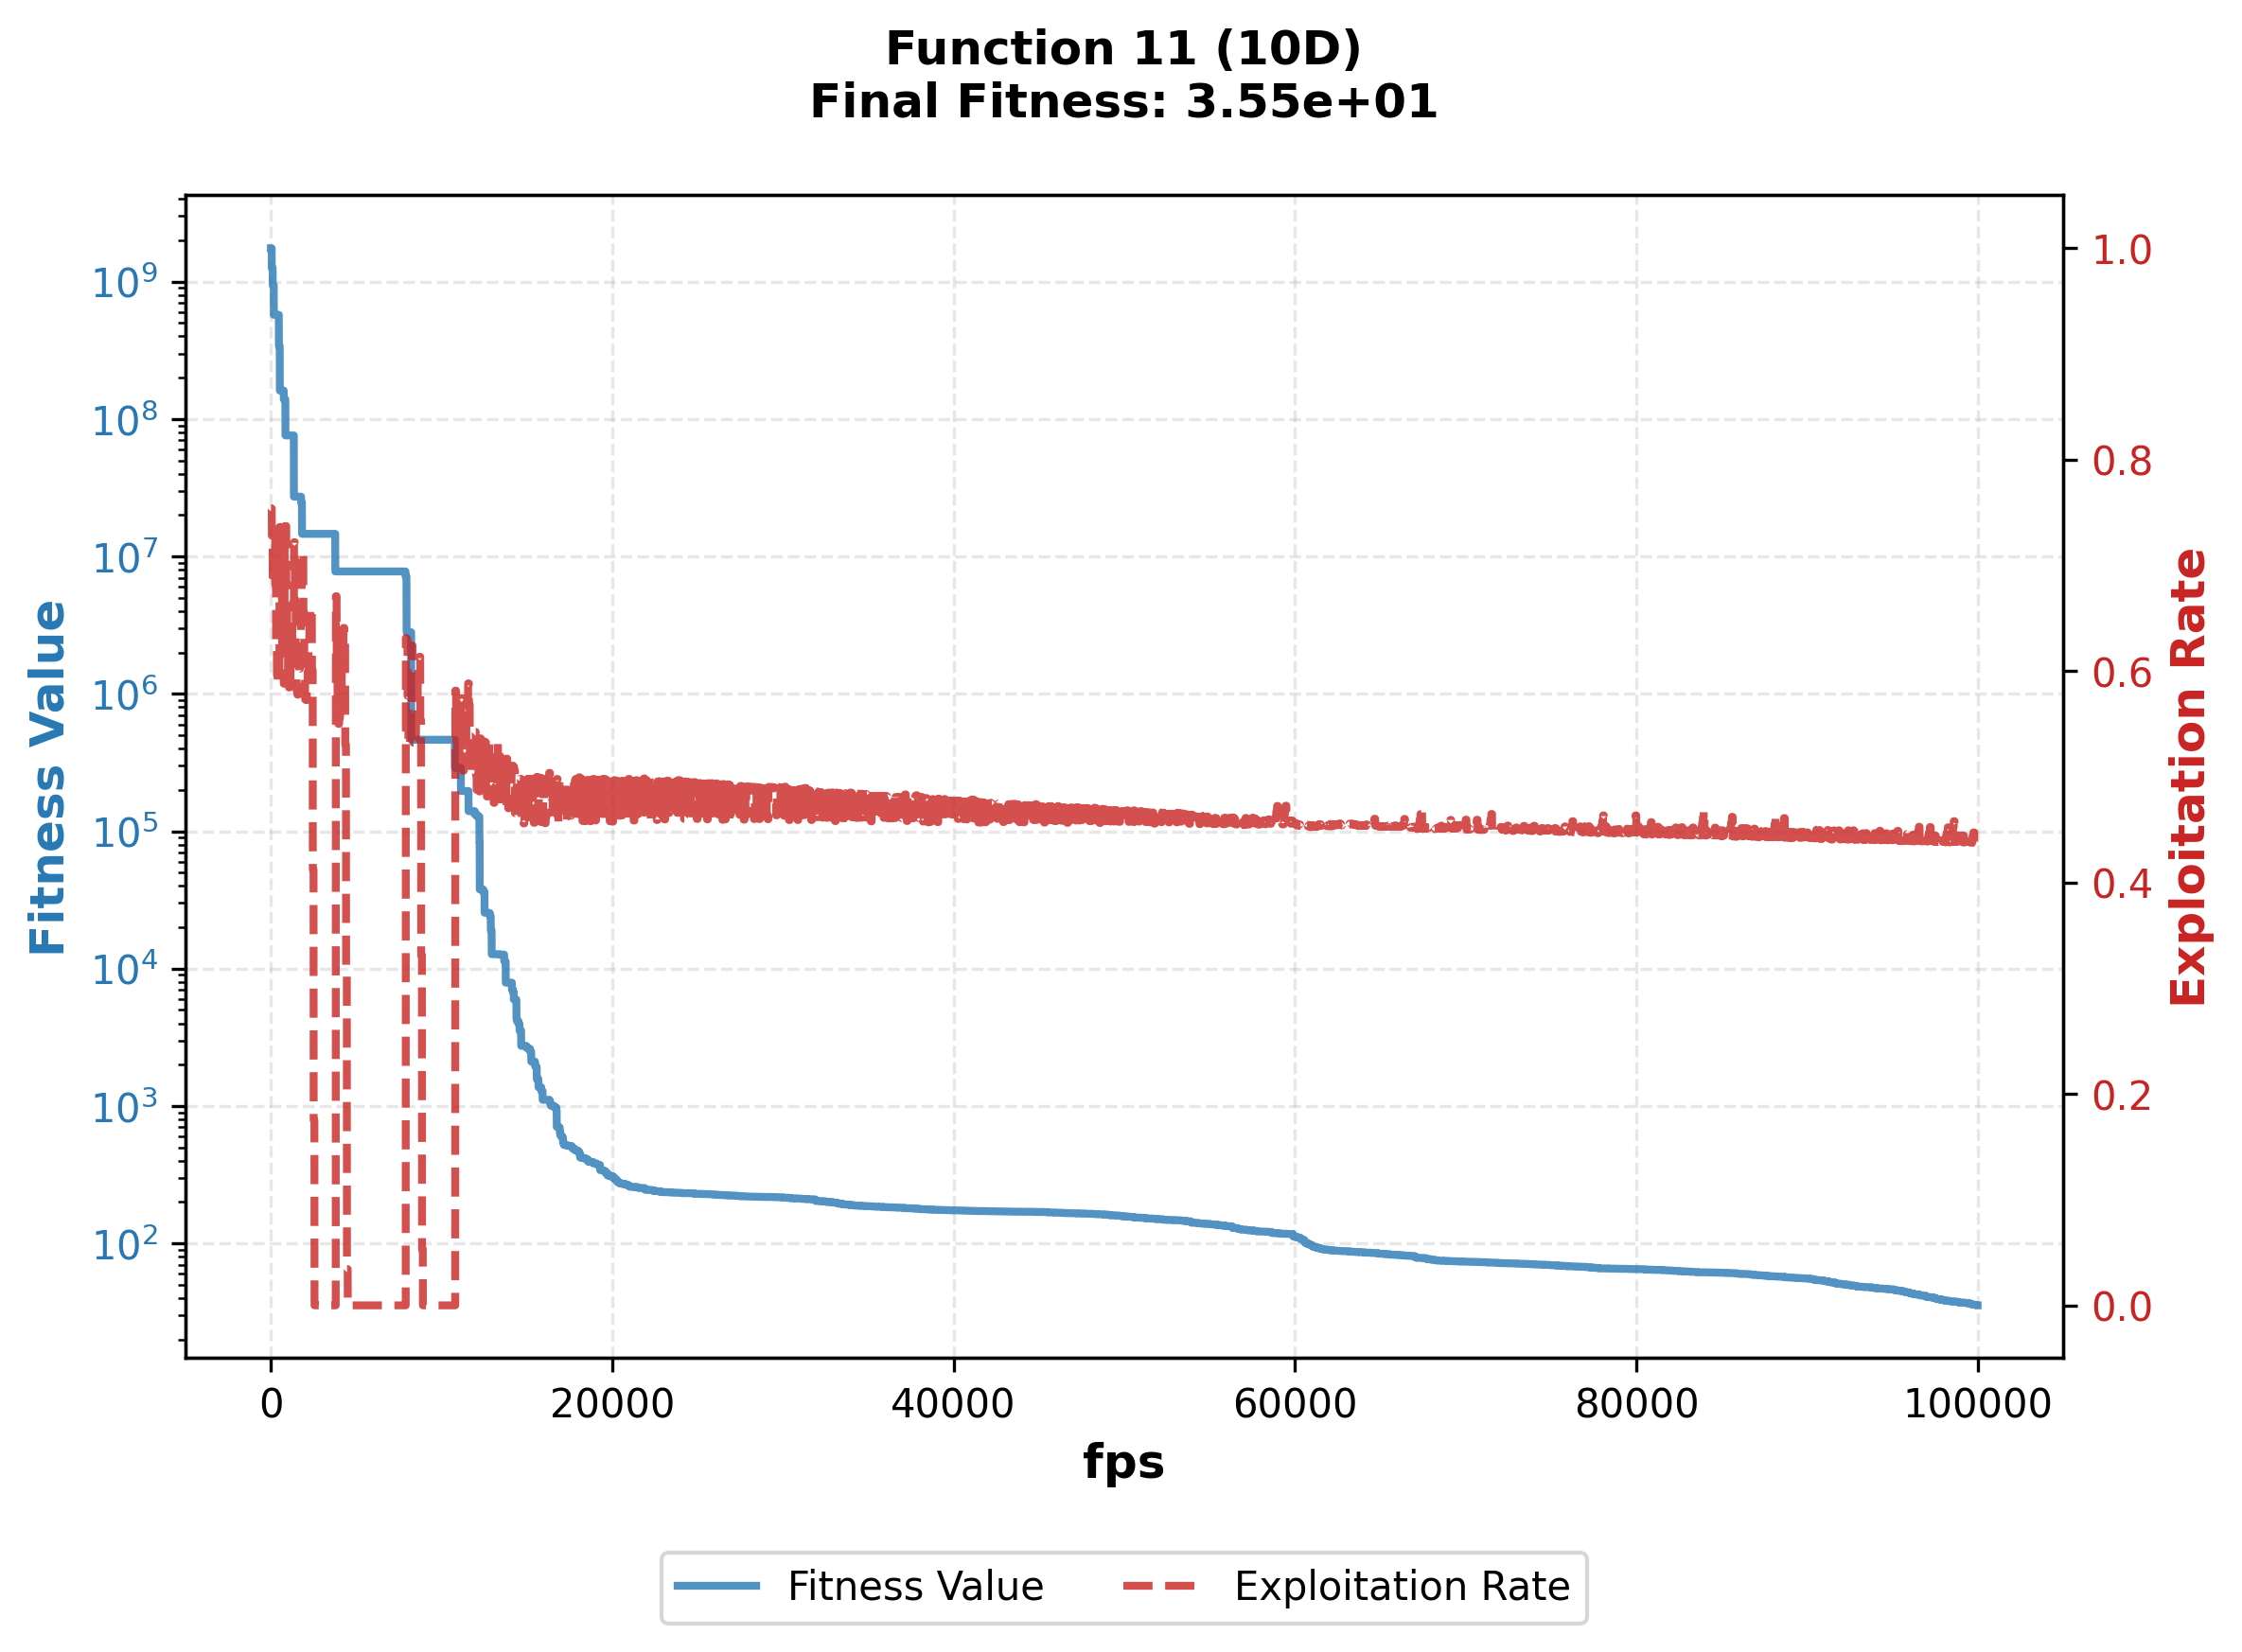 Function 11 (10D)
Final Fitness: 3.55e+01
Fitness Value
10⁹
10⁸
10⁷
10⁶
10⁵
10⁴
10³
10²
1.0
0.8
0.6
0.4
0.2
0.0
Exploitation Rate
0 20000 40000 60000 80000 100000
fps
Fitness Value Exploitation Rate